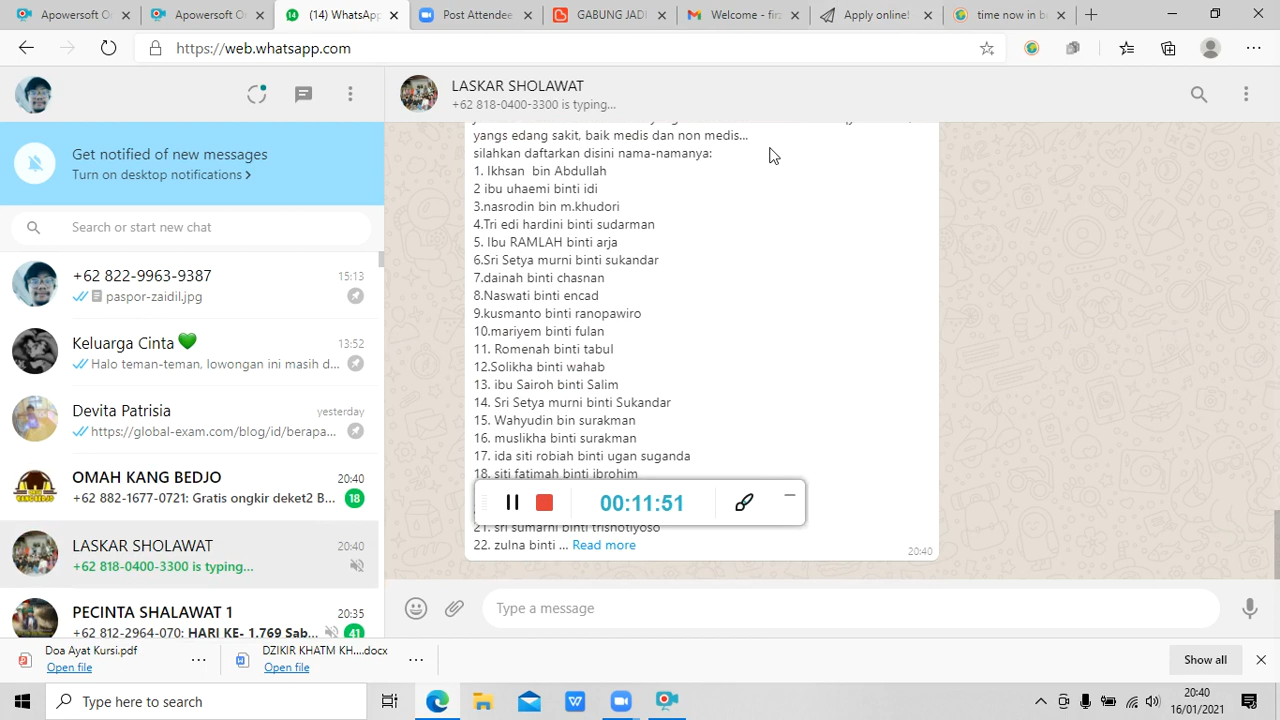 Apowersoft O
Apowersoft O
(14) WhatsAp
Post Attendee
GABUNG JADI
Welcome - fir
Apply online!
time now in b
https://web.whatsapp.com
LASKAR SHOLAWAT
+62 818-0400-3300 is typing...
Get notified of new messages
Turn on desktop notifications >
Search or start new chat
+62 822-9963-9387
15:13
paspor-zaidil.jpg
Keluarga Cinta
13:52
Halo teman-teman, lowongan ini masih d...
Devita Patrisia
yesterday
https://global-exam.com/blog/id/berapa...
OMAH KANG BEDJO
20:40
+62 882-1677-0721: Gratis ongkir deket2 B...
18
LASKAR SHOLAWAT
20:40
+62 818-0400-3300 is typing...
PECINTA SHALAWAT 1
20:35
+62 812-2964-070: HARI KE- 1.769 Sab...
41
yangs edang sakit, baik medis dan non medis...
silahkan daftarkan disini nama-namanya:
1. Ikhsan bin Abdullah
2 ibu uhaemi binti idi
3.nasrodin bin m.khudori
4.Tri edi hardini binti sudarman
5. Ibu RAMLAH binti arja
6.Sri Setya murni binti sukandar
7.dainah binti chasnan
8.Naswati binti encad
9.kusmanto binti ranopawiro
10.mariyem binti fulan
11. Romenah binti tabul
12.Solikha binti wahab
13. ibu Sairoh binti Salim
14. Sri Setya murni binti Sukandar
15. Wahyudin bin surakman
16. muslikha binti surakman
17. ida siti robiah binti ugan suganda
18. siti fatimah binti ibrohim
00:11:51
21. sri sumarni binti trisnotiyoso
22. zulna binti ... Read more
20:40
Type a message
Doa Ayat Kursi.pdf
Open file
DZIKIR KHATM KH....docx
Open file
Show all
Type here to search
20:40
16/01/2021